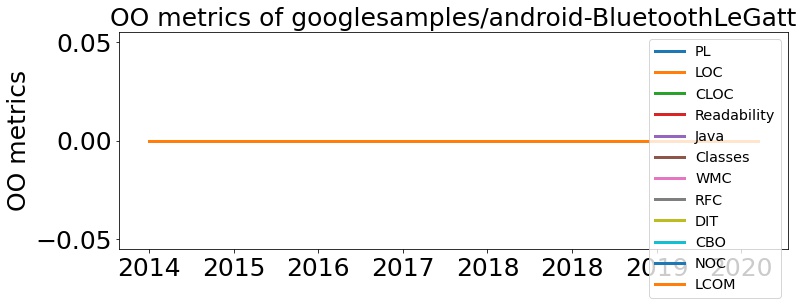 OO metrics of googlesamples/android-BluetoothLeGatt
OO metrics
0.05
0.00
−0.05
2014 2015 2016 2017 2018 2018 2019 2020
PL
LOC
CLOC
Readability
Java
Classes
WMC
RFC
DIT
CBO
NOC
LCOM